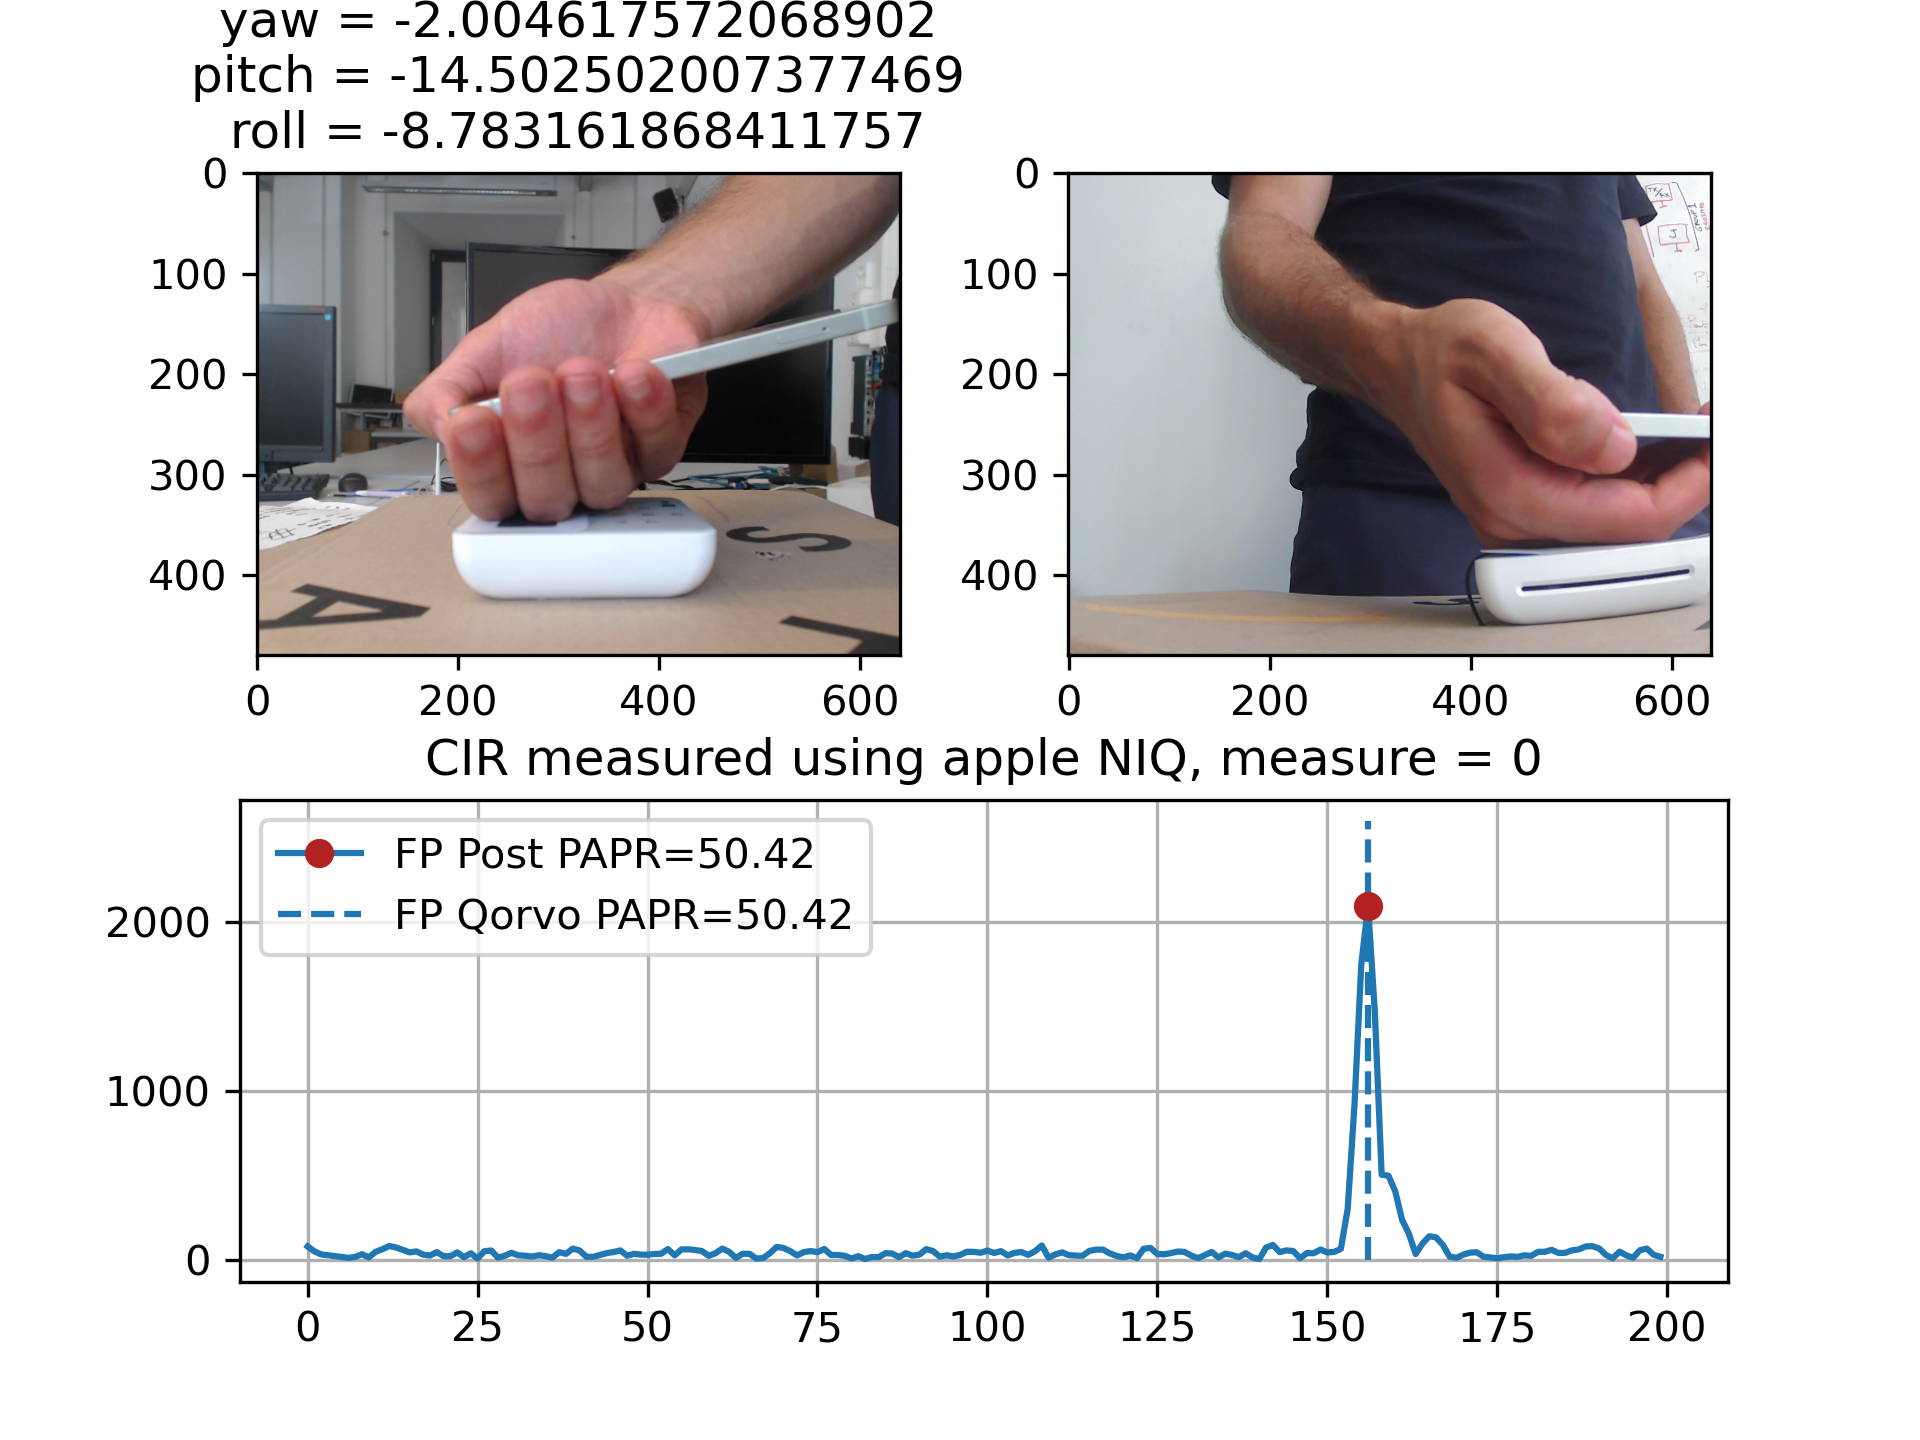 yaw = -2.004617572068902
pitch = -14.502502007377469
roll = -8.783161868411757
0
100
200
300
400
0 200 400 600
0
100
200
300
400
0 200 400 600
S
A
CIR measured using apple NIQ, measure = 0
FP Post PAPR=50.42
FP Qorvo PAPR=50.42
2000
1000
0
0 25 50 75 100 125 150 175 200